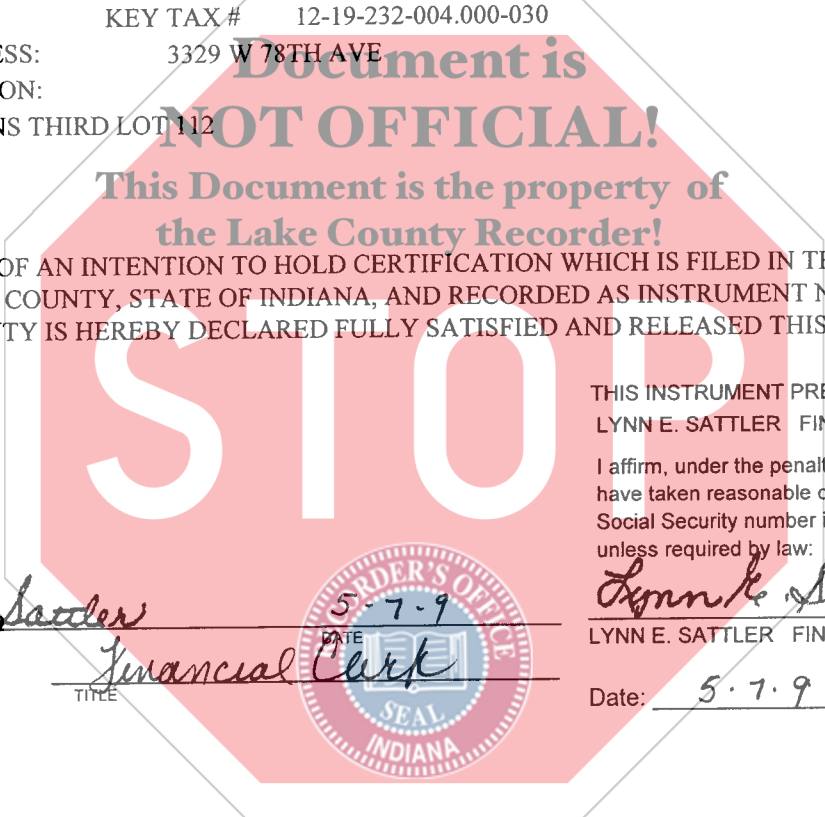 KEY TAX # 12-19-232-004.000-030
ESS: 3329 W 78TH AVE
Document is
ON:
NS THIRD LOT 112
NOT OFFICIAL!
This Document is the property of
the Lake County Recorder!
OF AN INTENTION TO HOLD CERTIFICATION WHICH IS FILED IN TH
COUNTY, STATE OF INDIANA, AND RECORDED AS INSTRUMENT N
TY IS HEREBY DECLARED FULLY SATISFIED AND RELEASED THIS
STOP
THIS INSTRUMENT PRE
LYNN E. SATTLER FIN
I affirm, under the penalt
have taken reasonable c
Social Security number i
unless required by law:
Sattler 5-7-9
DATE
Financial Clerk
TITLE
Lynn E. S
LYNN E. SATTLER FIN
Date: 5.7.9
RECORDER'S OFFICE
SEAL
INDIANA